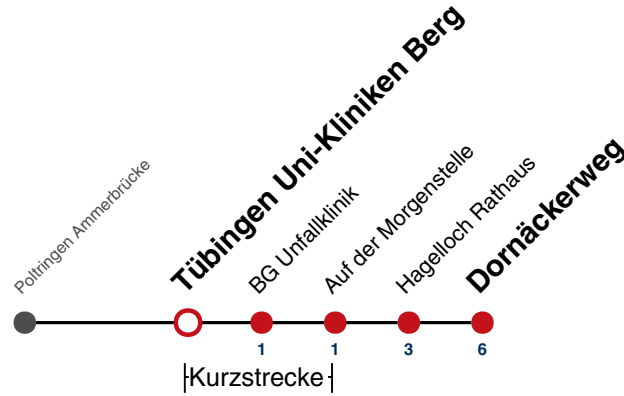 Poltringen Ammerbrücke
Tübingen Uni-Kliniken Berg
BG Unfallklinik
Auf der Morgenstelle
Hagelloch Rathaus
Dornäckerweg
1 1 3 6
Kurzstrecke